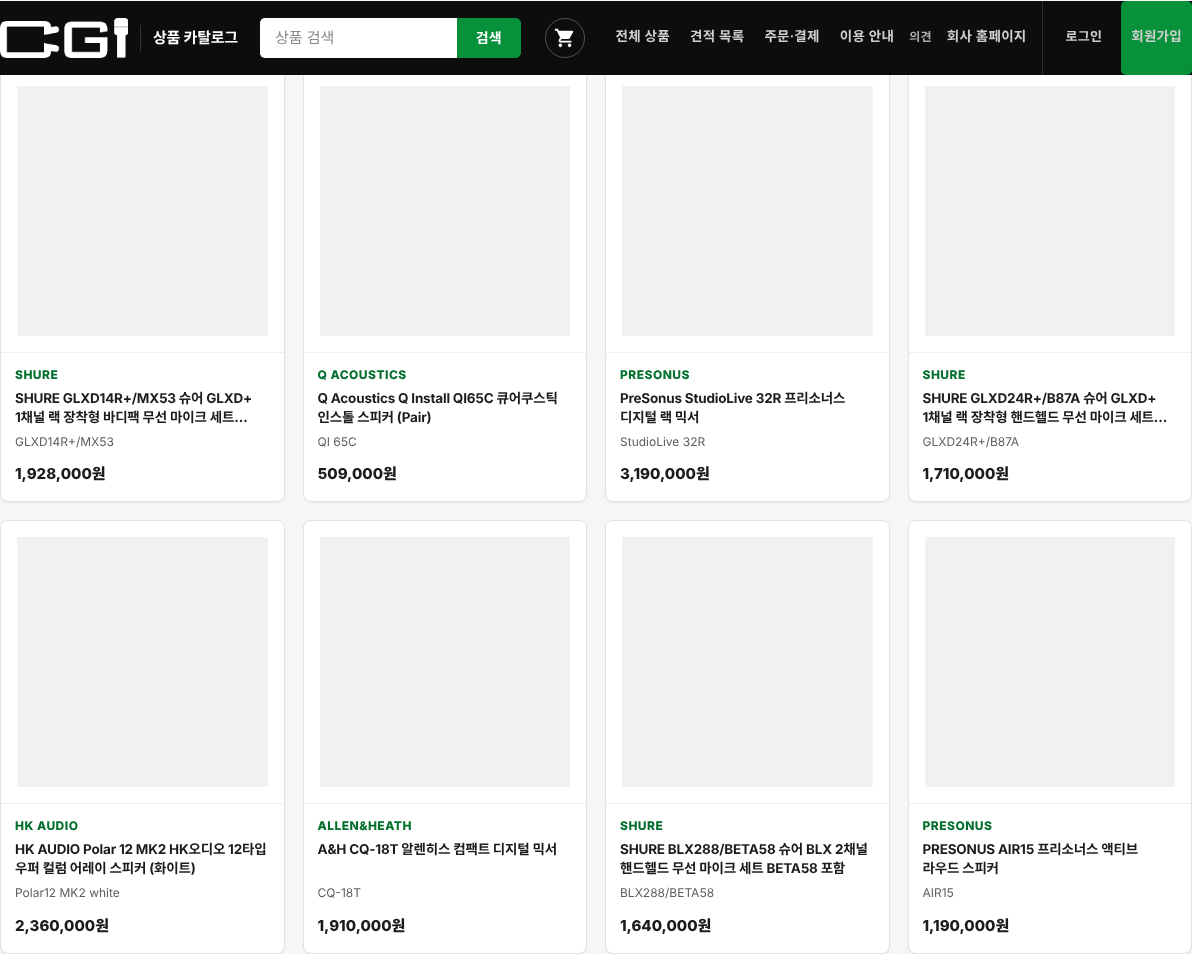 CGI
상품 카탈로그
상품 검색
검색
전체 상품
견적 목록
주문·결제
이용 안내
의견
회사 홈페이지
로그인
회원가입
SHURE
SHURE GLXD14R+/MX53 슈어 GLXD+
1채널 랙 장착형 바디팩 무선 마이크 세트…
GLXD14R+/MX53
1,928,000원
Q ACOUSTICS
Q Acoustics Q Install QI65C 큐어쿠스틱
인스톨 스피커 (Pair)
QI 65C
509,000원
PRESONUS
PreSonus StudioLive 32R 프리소너스
디지털 랙 믹서
StudioLive 32R
3,190,000원
SHURE
SHURE GLXD24R+/B87A 슈어 GLXD+
1채널 랙 장착형 핸드헬드 무선 마이크 세트…
GLXD24R+/B87A
1,710,000원
HK AUDIO
HK AUDIO Polar 12 MK2 HK오디오 12타입
우퍼 컬럼 어레이 스피커 (화이트)
Polar12 MK2 white
2,360,000원
ALLEN&HEATH
A&H CQ-18T 알렌히스 컴팩트 디지털 믹서
CQ-18T
1,910,000원
SHURE
SHURE BLX288/BETA58 슈어 BLX 2채널
핸드헬드 무선 마이크 세트 BETA58 포함
BLX288/BETA58
1,640,000원
PRESONUS
PRESONUS AIR15 프리소너스 액티브
라우드 스피커
AIR15
1,190,000원